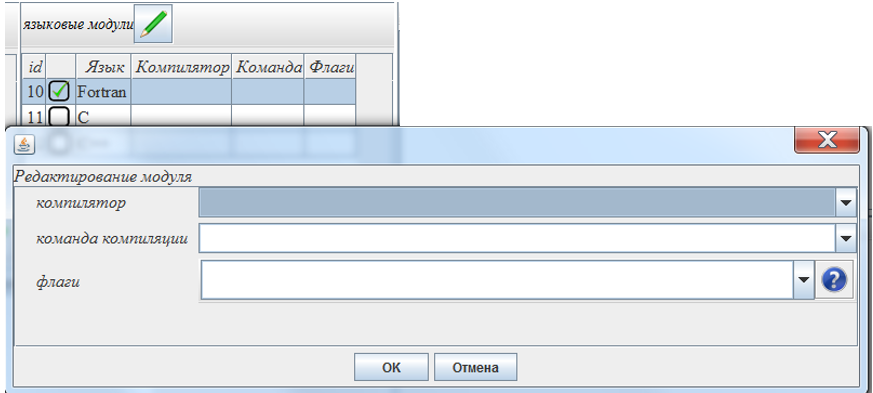 языковые модули
id Язык Компилятор Команда Флаги
10 Fortran
11 C
Редактирование модуля
компилятор
команда компиляции
флаги
?
OK Отмена